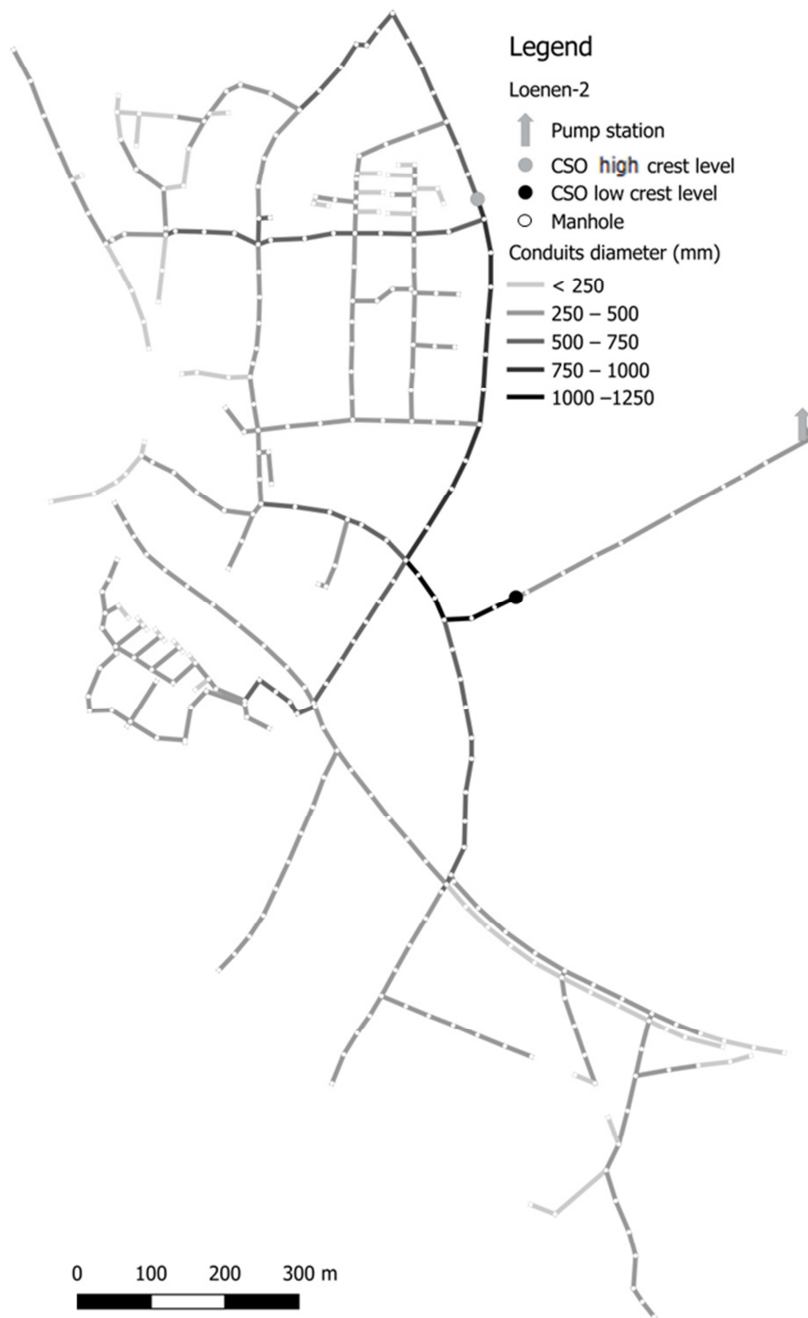 Legend
Loenen-2
Pump station
CSO high crest level
CSO low crest level
Manhole
Conduits diameter (mm)
< 250
250 – 500
500 – 750
750 – 1000
1000 –1250
0 100 200 300 m